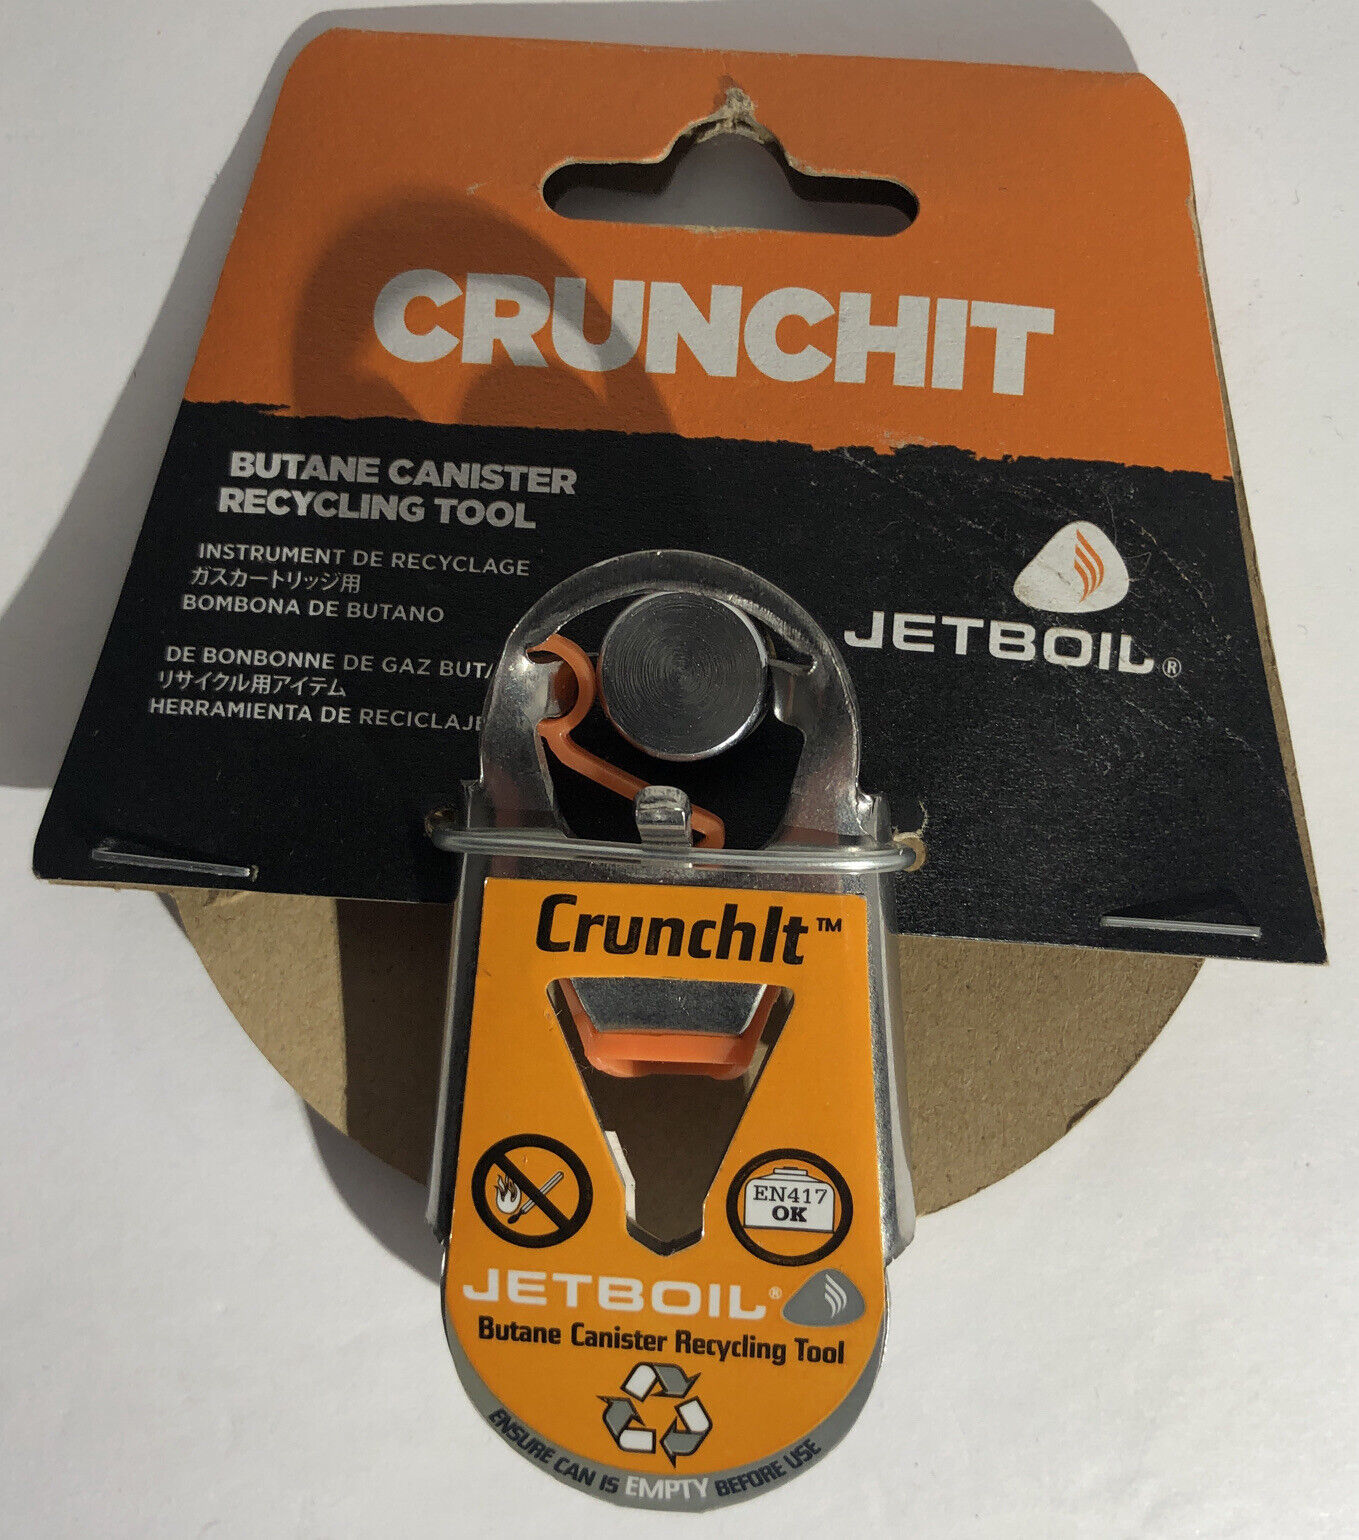 CRUNCHIT
BUTANE CANISTER
RECYCLING TOOL
INSTRUMENT DE RECYCLAGE
ガスカートリッジ用
BOMBONA DE BUTANO
DE BONBONNE DE GAZ
リサイクル用アイテム
HERRAMIENTA DE RECICLAJE
JETBOIL®
CrunchIt™
EN417
OK
JETBOIL®
Butane Canister Recycling Tool
ENSURE CAN IS EMPTY BEFORE USE